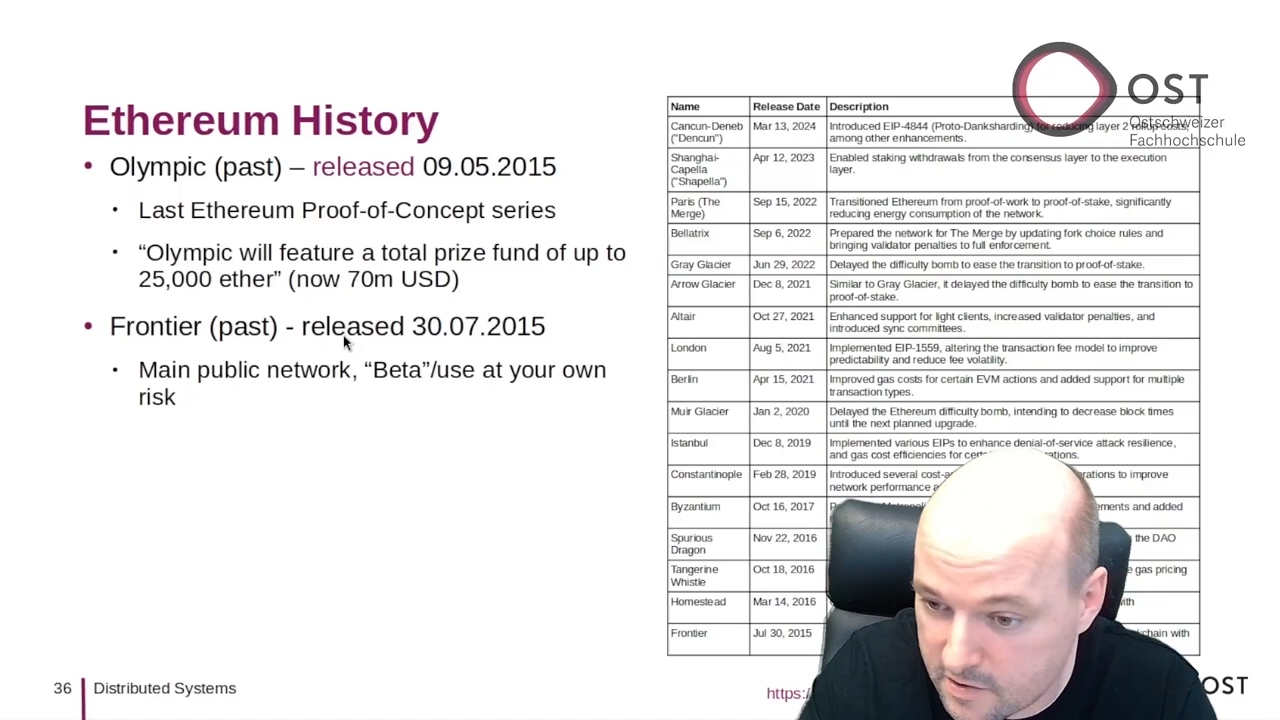 OST
Ostschweizer
Fachhochschule
Ethereum History
Olympic (past) – released 09.05.2015
Last Ethereum Proof-of-Concept series
“Olympic will feature a total prize fund of up to
25,000 ether” (now 70m USD)
Frontier (past) - released 30.07.2015
Main public network, “Beta”/use at your own
risk
Name Release Date Description
Cancun-Deneb ("Dencun") Mar 13, 2024 Introduced EIP-4844 (Proto-Danksharding) for reducing layer 2 rollup costs,
among other enhancements.
Shanghai-Capella ("Shapella") Apr 12, 2023 Enabled staking withdrawals from the consensus layer to the execution
layer.
Paris (The Merge) Sep 15, 2022 Transitioned Ethereum from proof-of-work to proof-of-stake, significantly
reducing energy consumption of the network.
Bellatrix Sep 6, 2022 Prepared the network for The Merge by updating fork choice rules and
bringing validator penalties to full enforcement.
Gray Glacier Jun 29, 2022 Delayed the difficulty bomb to ease the transition to proof-of-stake.
Arrow Glacier Dec 8, 2021 Similar to Gray Glacier, it delayed the difficulty bomb to ease the transition to
proof-of-stake.
Altair Oct 27, 2021 Enhanced support for light clients, increased validator penalties, and
introduced sync committees.
London Aug 5, 2021 Implemented EIP-1559, altering the transaction fee model to improve
predictability and reduce fee volatility.
Berlin Apr 15, 2021 Improved gas costs for certain EVM actions and added support for multiple
transaction types.
Muir Glacier Jan 2, 2020 Delayed the Ethereum difficulty bomb, intending to decrease block times
until the next planned upgrade.
Istanbul Dec 8, 2019 Implemented various EIPs to enhance denial-of-service attack resilience,
and gas cost efficiencies for
Constantinople Feb 28, 2019 Introduced several to improve
network performance
Byzantium Oct 16, 2017 and added
Spurious Dragon Nov 22, 2016 the DAO
Tangerine Whistle Oct 18, 2016 gas pricing
Homestead Mar 14, 2016 with
Frontier Jul 30, 2015 with
36 Distributed Systems
https:/
OST